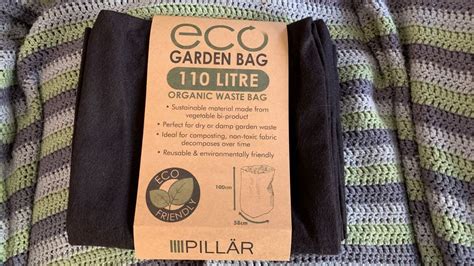 eco
GARDEN BAG
110 LITRE
ORGANIC WASTE BAG
• Sustainable material made from
vegetable bi-product
• Perfect for dry or damp garden waste
• Ideal for composting, non-toxic fabric
decomposes over time
• Reusable & environmentally friendly
ECO
FRIENDLY
100cm
58cm
PILLÄR